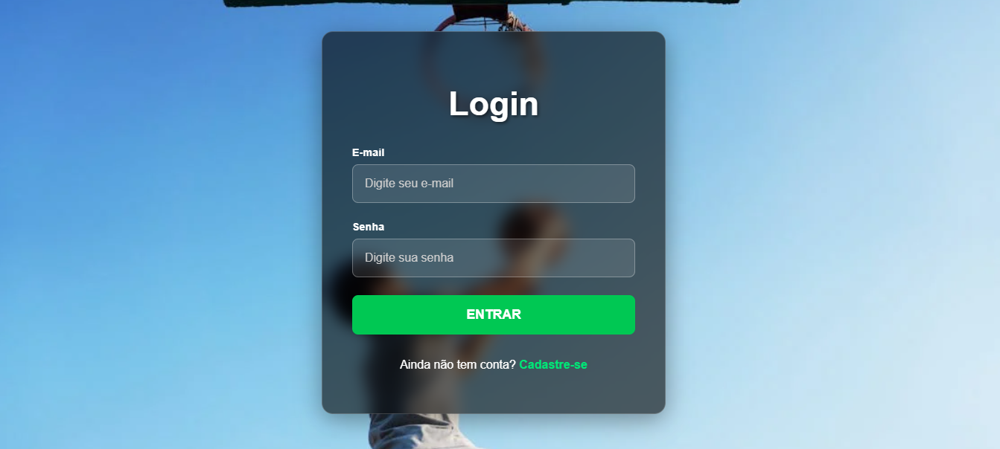 Login
E-mail
Digite seu e-mail
Senha
Digite sua senha
ENTRAR
Ainda não tem conta? Cadastre-se